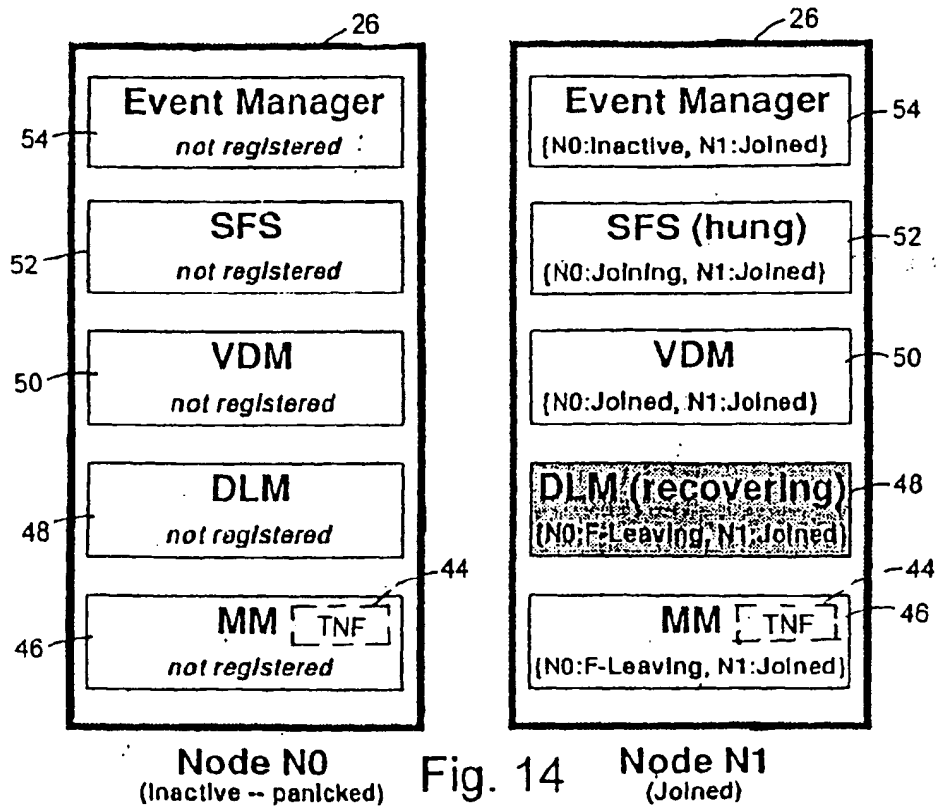 26
Event Manager
not registered
54
SFS
not registered
52
VDM
not registered
50
DLM
not registered
48
44
MM TNF
not registered
46
Node N0
(Inactive -- panicked)
26
Event Manager
{N0:Inactive, N1:Joined}
54
SFS (hung)
{N0:Joining, N1:Joined}
52
VDM
{N0:Joined, N1:Joined}
50
DLM (recovering)
{N0:F-Leaving, N1:Joined}
48
44
MM TNF
{N0:F-Leaving, N1:Joined}
46
Node N1
(Joined)
Fig. 14